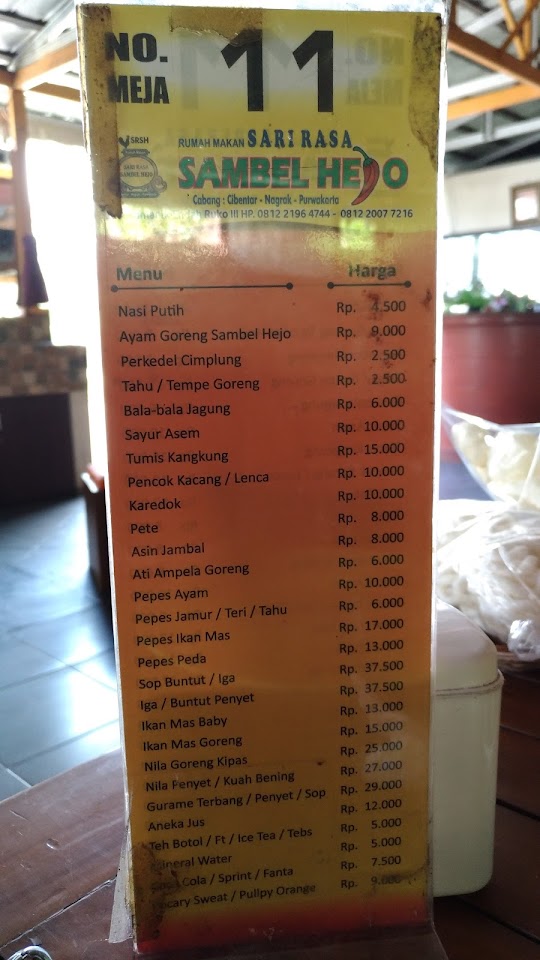 NO. MEJA 11
SRSH
RUMAH MAKAN SARI RASA
SARI RASA SAMBEL HEJO
SAMBEL HEJO
Cabang : Cibentar - Nagrak - Purwakarta
Ruko III HP. 0812 2196 4744 - 0812 2007 7216
Menu Harga
Nasi Putih Rp. 4.500
Ayam Goreng Sambel Hejo Rp. 9.000
Perkedel Cimplung Rp. 2.500
Tahu / Tempe Goreng Rp. 2.500
Bala-bala Jagung Rp. 6.000
Sayur Asem Rp. 10.000
Tumis Kangkung Rp. 15.000
Pencok Kacang / Lenca Rp. 10.000
Karedok Rp. 10.000
Pete Rp. 8.000
Asin Jambal Rp. 8.000
Ati Ampela Goreng Rp. 6.000
Pepes Ayam Rp. 10.000
Pepes Jamur / Teri / Tahu Rp. 6.000
Pepes Ikan Mas Rp. 17.000
Pepes Peda Rp. 13.000
Sop Buntut / Iga Rp. 37.500
Iga / Buntut Penyet Rp. 37.500
Ikan Mas Baby Rp. 13.000
Ikan Mas Goreng Rp. 15.000
Nila Goreng Kipas Rp. 25.000
Nila Penyet / Kuah Bening Rp. 27.000
Gurame Terbang / Penyet / Sop Rp. 29.000
Aneka Jus Rp. 12.000
Teh Botol / Ft / Ice Tea / Tebs Rp. 5.000
Mineral Water Rp. 5.000
Cola / Sprint / Fanta Rp. 7.500
Sweat / Pullpy Orange Rp. 9.000